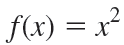 f(x) = x²